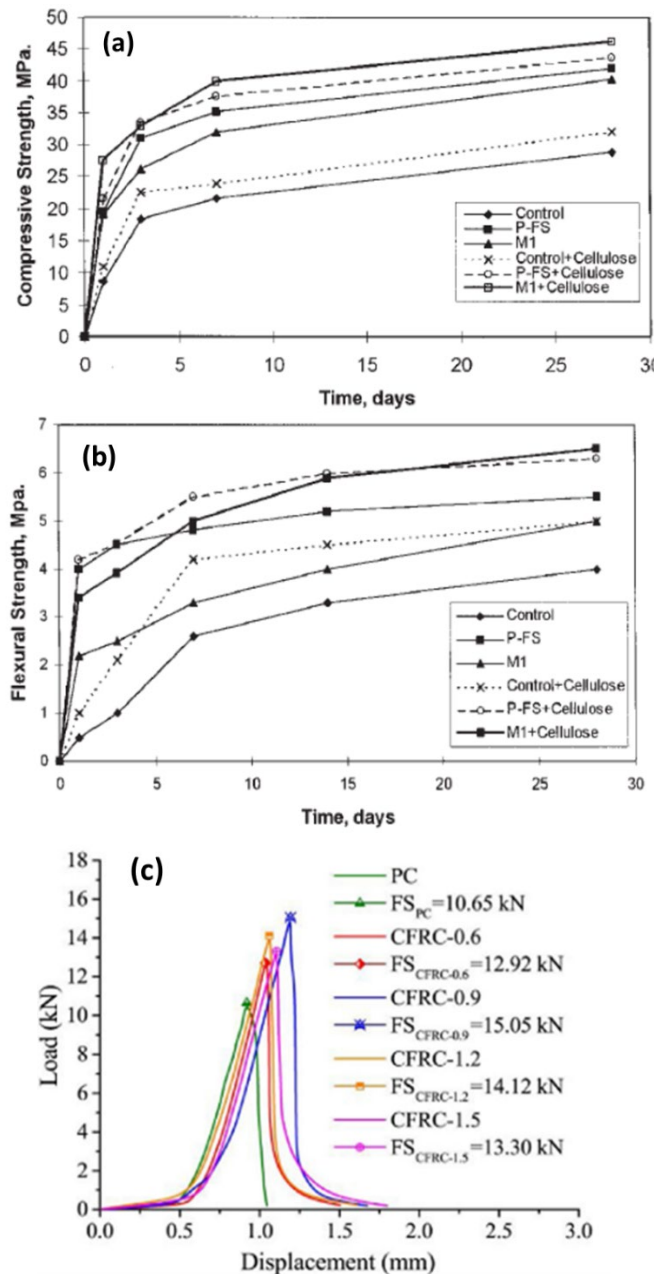 (a)
Compressive Strength, MPa.
50
45
40
35
30
25
20
15
10
5
0
Control
P-FS
M1
Control+Cellulose
P-FS+Cellulose
M1+Cellulose
0 5 10 15 20 25 30
Time, days
(b)
Flexural Strength, Mpa.
7
6
5
4
3
2
1
0
Control
P-FS
M1
Control+Cellulose
P-FS+Cellulose
M1+Cellulose
0 5 10 15 20 25 30
Time, days
(c)
Load (kN)
18
16
14
12
10
8
6
4
2
0
PC
FSPC=10.65 kN
CFRC-0.6
FSCFRC-0.6=12.92 kN
CFRC-0.9
FSCFRC-0.9=15.05 kN
CFRC-1.2
FSCFRC-1.2=14.12 kN
CFRC-1.5
FSCFRC-1.5=13.30 kN
0.0 0.5 1.0 1.5 2.0 2.5 3.0
Displacement (mm)